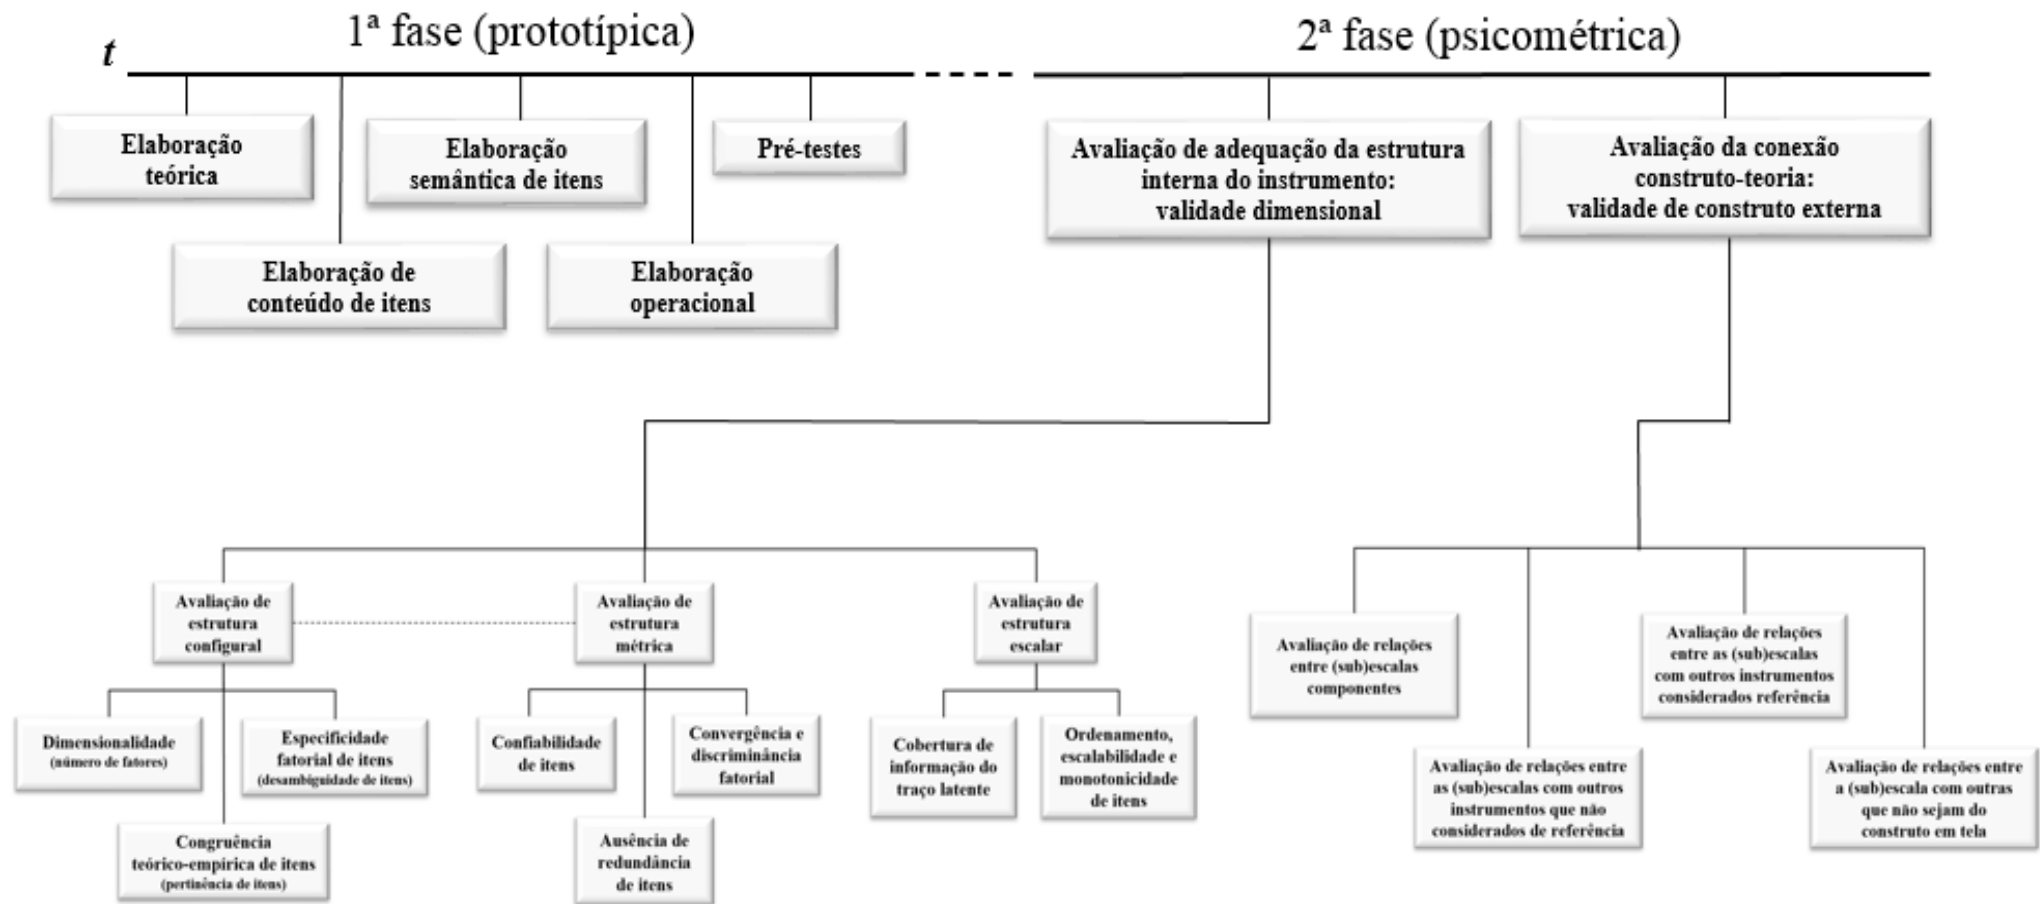 t
1ª fase (prototípica)
2ª fase (psicométrica)
Elaboração
teórica
Elaboração
semântica de itens
Pré-testes
Elaboração de
conteúdo de itens
Elaboração
operacional
Avaliação de adequação da estrutura
interna do instrumento:
validade dimensional
Avaliação da conexão
construto-teoria:
validade de construto externa
Avaliação de
estrutura
configural
Avaliação de
estrutura
métrica
Avaliação de
estrutura
escalar
Dimensionalidade
(número de fatores)
Especificidade
fatorial de itens
(desambiguidade de itens)
Congruência
teórico-empírica de itens
(pertinência de itens)
Confiabilidade
de itens
Convergência e
discriminância
fatorial
Ausência de
redundância
de itens
Cobertura de
informação do
traço latente
Ordenamento,
escalabilidade e
monotonicidade
de itens
Avaliação de relações
entre (sub)escalas
componentes
Avaliação de relações
entre as (sub)escalas
com outros instrumentos
considerados referência
Avaliação de relações entre
as (sub)escalas com outros
instrumentos que não
considerados de referência
Avaliação de relações entre
a (sub)escala com outras
que não sejam do
construto em tela